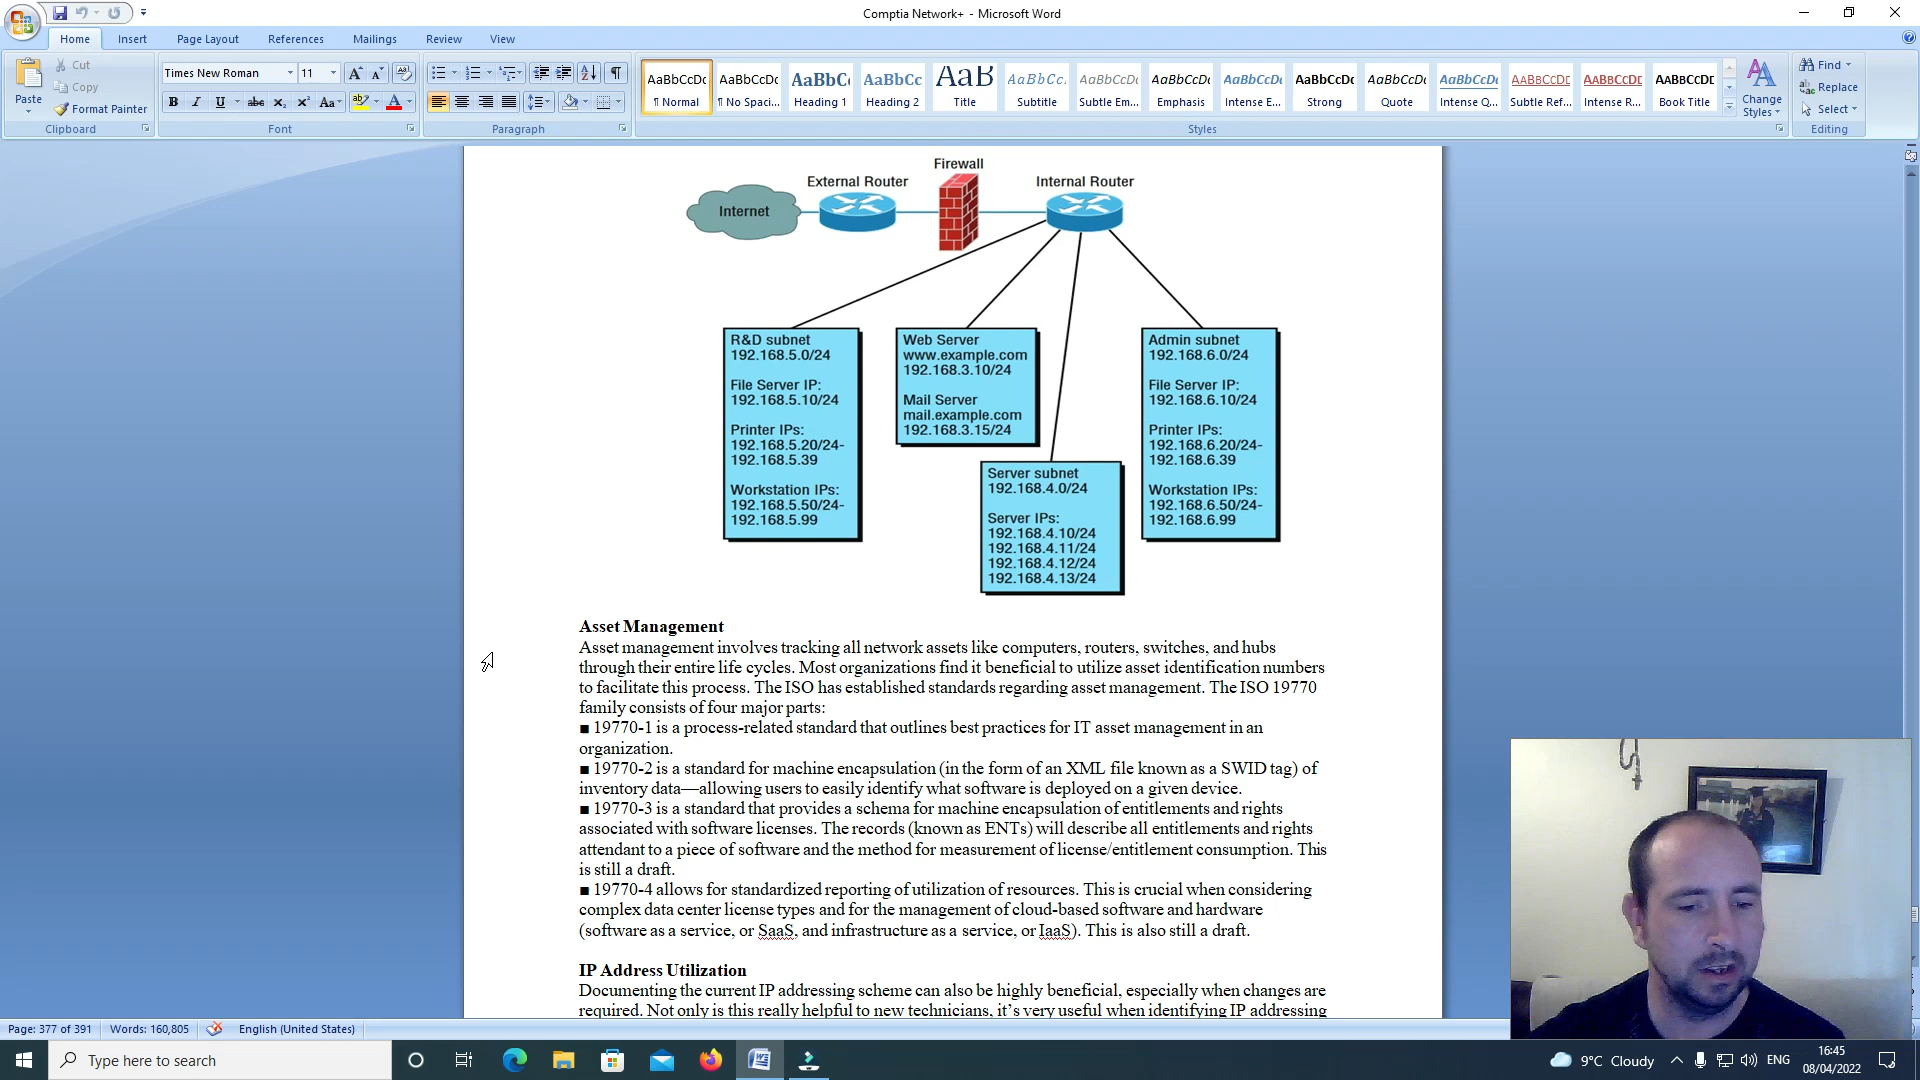 Comptia Network+ - Microsoft Word
Home Insert Page Layout References Mailings Review View
Paste
Cut
Copy
Format Painter
Clipboard
Times New Roman 11
Font
Paragraph
AaBbCcDc AaBbCcDc AaBbC AaBbCc AaB AaBbCc. AaBbCcDc AaBbCcDc AaBbCcDc AaBbCcDc AaBbCcDc AaBbCcDc AABBCCDE AABBCCDE AABBCCDE
¶ Normal ¶ No Spaci... Heading 1 Heading 2 Title Subtitle Subtle Em... Emphasis Intense E... Strong Quote Intense Q... Subtle Ref... Intense R... Book Title
Styles
Change Styles
Find
Replace
Select
Editing
Firewall
External Router
Internal Router
Internet
R&D subnet
192.168.5.0/24
File Server IP:
192.168.5.10/24
Printer IPs:
192.168.5.20/24-
192.168.5.39
Workstation IPs:
192.168.5.50/24-
192.168.5.99
Web Server
www.example.com
192.168.3.10/24
Mail Server
mail.example.com
192.168.3.15/24
Server subnet
192.168.4.0/24
Server IPs:
192.168.4.10/24
192.168.4.11/24
192.168.4.12/24
192.168.4.13/24
Admin subnet
192.168.6.0/24
File Server IP:
192.168.6.10/24
Printer IPs:
192.168.6.20/24-
192.168.6.39
Workstation IPs:
192.168.6.50/24-
192.168.6.99
Asset Management
Asset management involves tracking all network assets like computers, routers, switches, and hubs
through their entire life cycles. Most organizations find it beneficial to utilize asset identification numbers
to facilitate this process. The ISO has established standards regarding asset management. The ISO 19770
family consists of four major parts:
■ 19770-1 is a process-related standard that outlines best practices for IT asset management in an
organization.
■ 19770-2 is a standard for machine encapsulation (in the form of an XML file known as a SWID tag) of
inventory data—allowing users to easily identify what software is deployed on a given device.
■ 19770-3 is a standard that provides a schema for machine encapsulation of entitlements and rights
associated with software licenses. The records (known as ENTs) will describe all entitlements and rights
attendant to a piece of software and the method for measurement of license/entitlement consumption. This
is still a draft.
■ 19770-4 allows for standardized reporting of utilization of resources. This is crucial when considering
complex data center license types and for the management of cloud-based software and hardware
(software as a service, or SaaS, and infrastructure as a service, or IaaS). This is also still a draft.
IP Address Utilization
Documenting the current IP addressing scheme can also be highly beneficial, especially when changes are
required. Not only is this really helpful to new technicians, it's very useful when identifying IP addressing
Page: 377 of 391 Words: 160,805 English (United States)
Type here to search
9°C Cloudy
ENG
16:45
08/04/2022